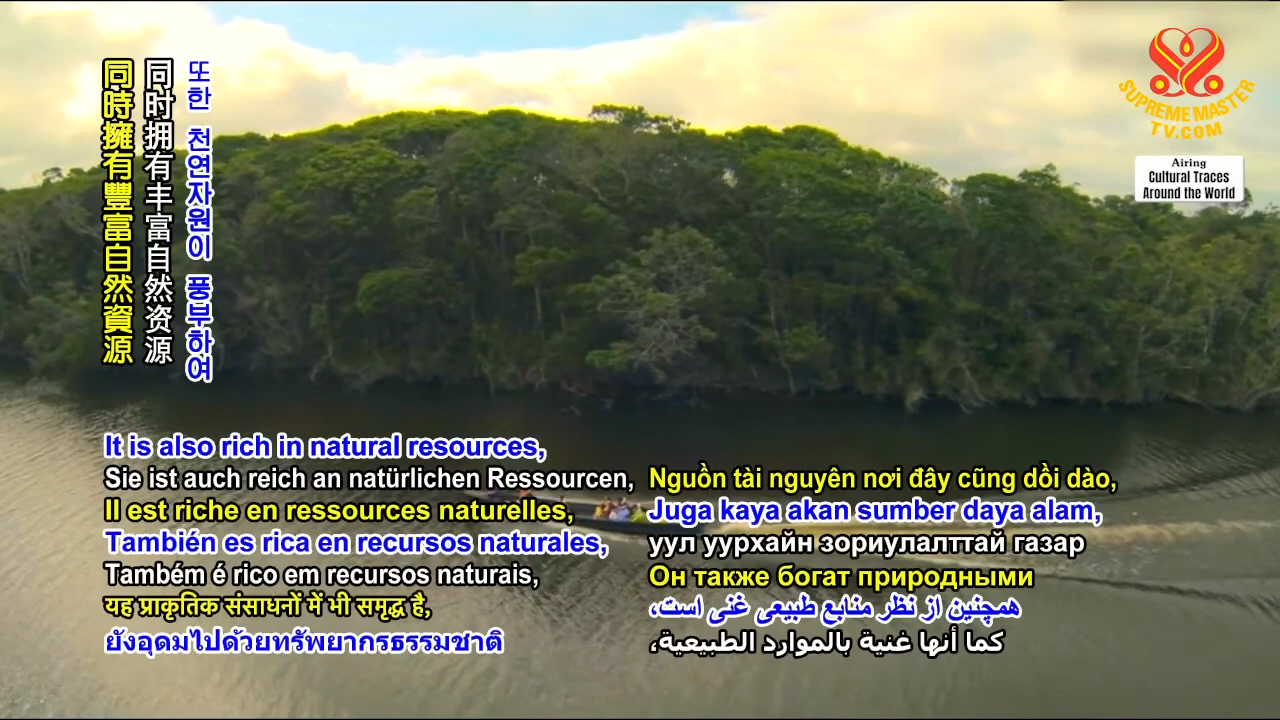 同時擁有豐富自然資源
同时拥有丰富自然资源
또한 천연자원이 풍부하여
SUPREME MASTER
TV.COM
Airing
Cultural Traces
Around the World
It is also rich in natural resources,
Sie ist auch reich an natürlichen Ressourcen,
Il est riche en ressources naturelles,
También es rica en recursos naturales,
Também é rico em recursos naturais,
यह प्राकृतिक संसाधनों में भी समृद्ध है,
ยังอุดมไปด้วยทรัพยากรธรรมชาติ
Nguồn tài nguyên nơi đây cũng dồi dào,
Juga kaya akan sumber daya alam,
уул уурхайн зориулалттай газар
Он также богат природными
همچنین از نظر منابع طبیعی غنی است،
كما أنها غنية بالموارد الطبيعية،